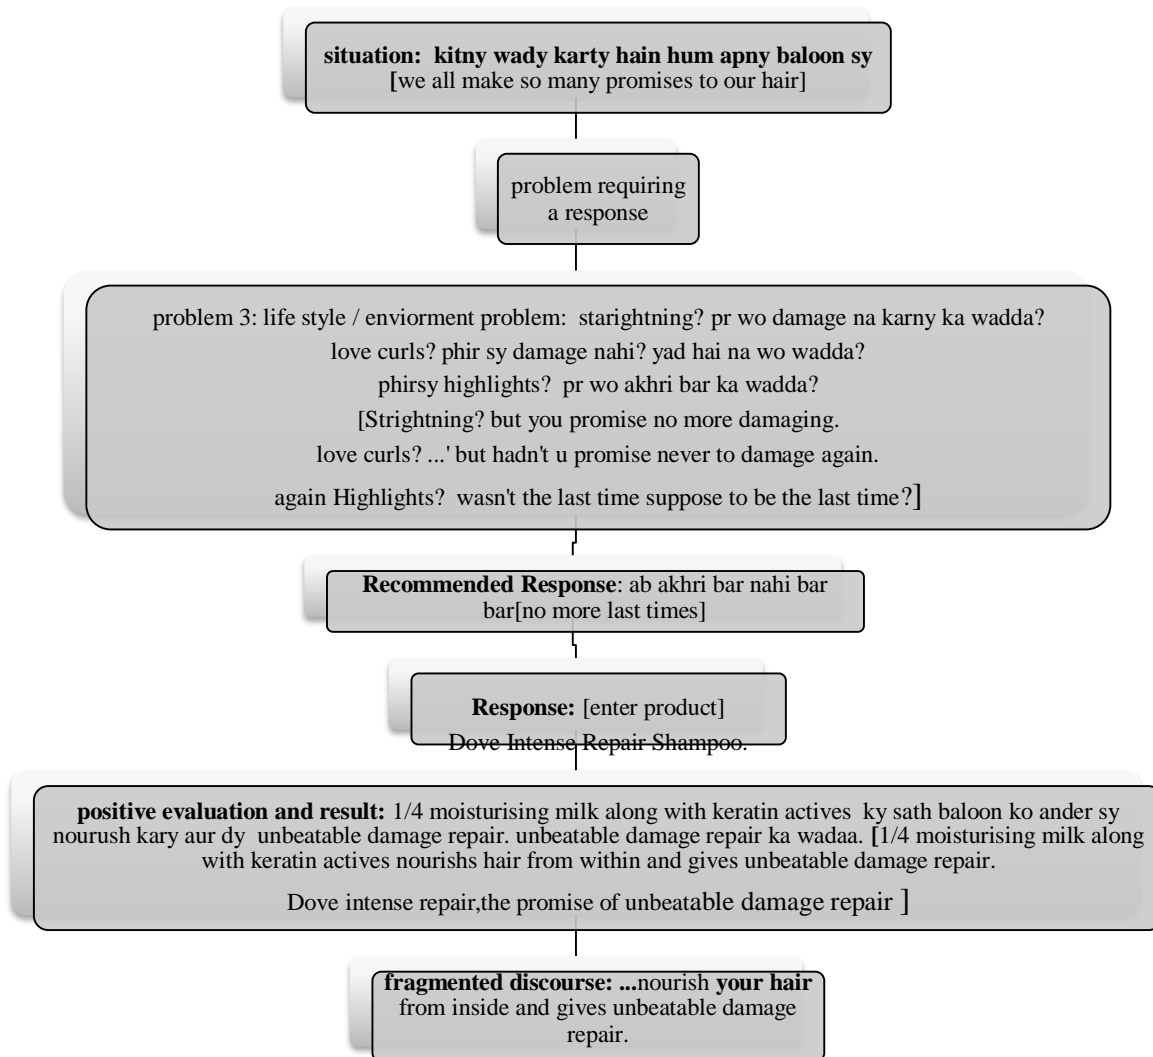 situation: kitny wady karty hain hum apny baloon sy
[we all make so many promises to our hair]
problem requiring
a response
problem 3: life style / enviorment problem: starightning? pr wo damage na karny ka wadda?
love curls? phir sy damage nahi? yad hai na wo wadda?
phirsy highlights? pr wo akhri bar ka wadda?
[Strightning? but you promise no more damaging.
love curls? ...' but hadn't u promise never to damage again.
again Highlights? wasn't the last time suppose to be the last time?]
Recommended Response: ab akhri bar nahi bar
bar[no more last times]
Response: [enter product]
Dove Intense Repair Shampoo.
positive evaluation and result: 1/4 moisturising milk along with keratin actives ky sath baloon ko ander sy
nourush kary aur dy unbeatable damage repair. unbeatable damage repair ka wadaa. [1/4 moisturising milk along
with keratin actives nourishs hair from within and gives unbeatable damage repair.
Dove intense repair,the promise of unbeatable damage repair ]
fragmented discourse: ...nourish your hair
from inside and gives unbeatable damage
repair.